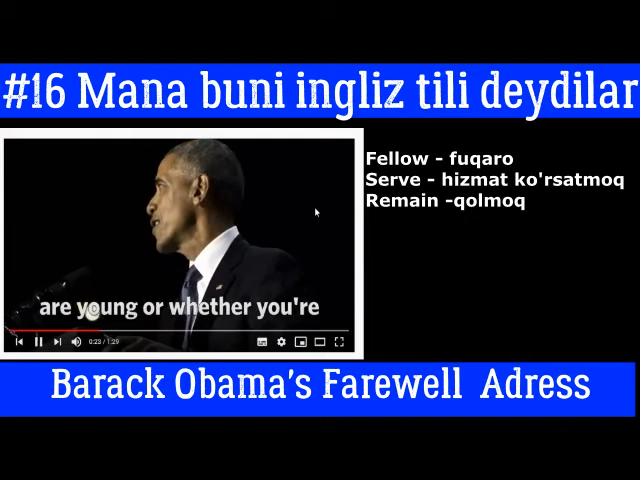 #16 Mana buni ingliz tili deydilar
Fellow - fuqaro
Serve - hizmat ko'rsatmoq
Remain -qolmoq
are young or whether you're
0:23 / 1:29
Barack Obama's Farewell Adress